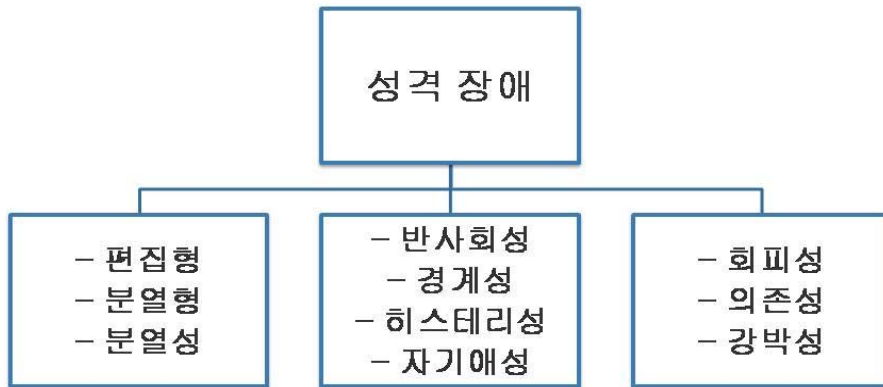 성격 장애
– 편집형
– 분열형
– 분열성
– 반사회성
– 경계성
– 히스테리성
– 자기애성
– 회피성
– 의존성
– 강박성